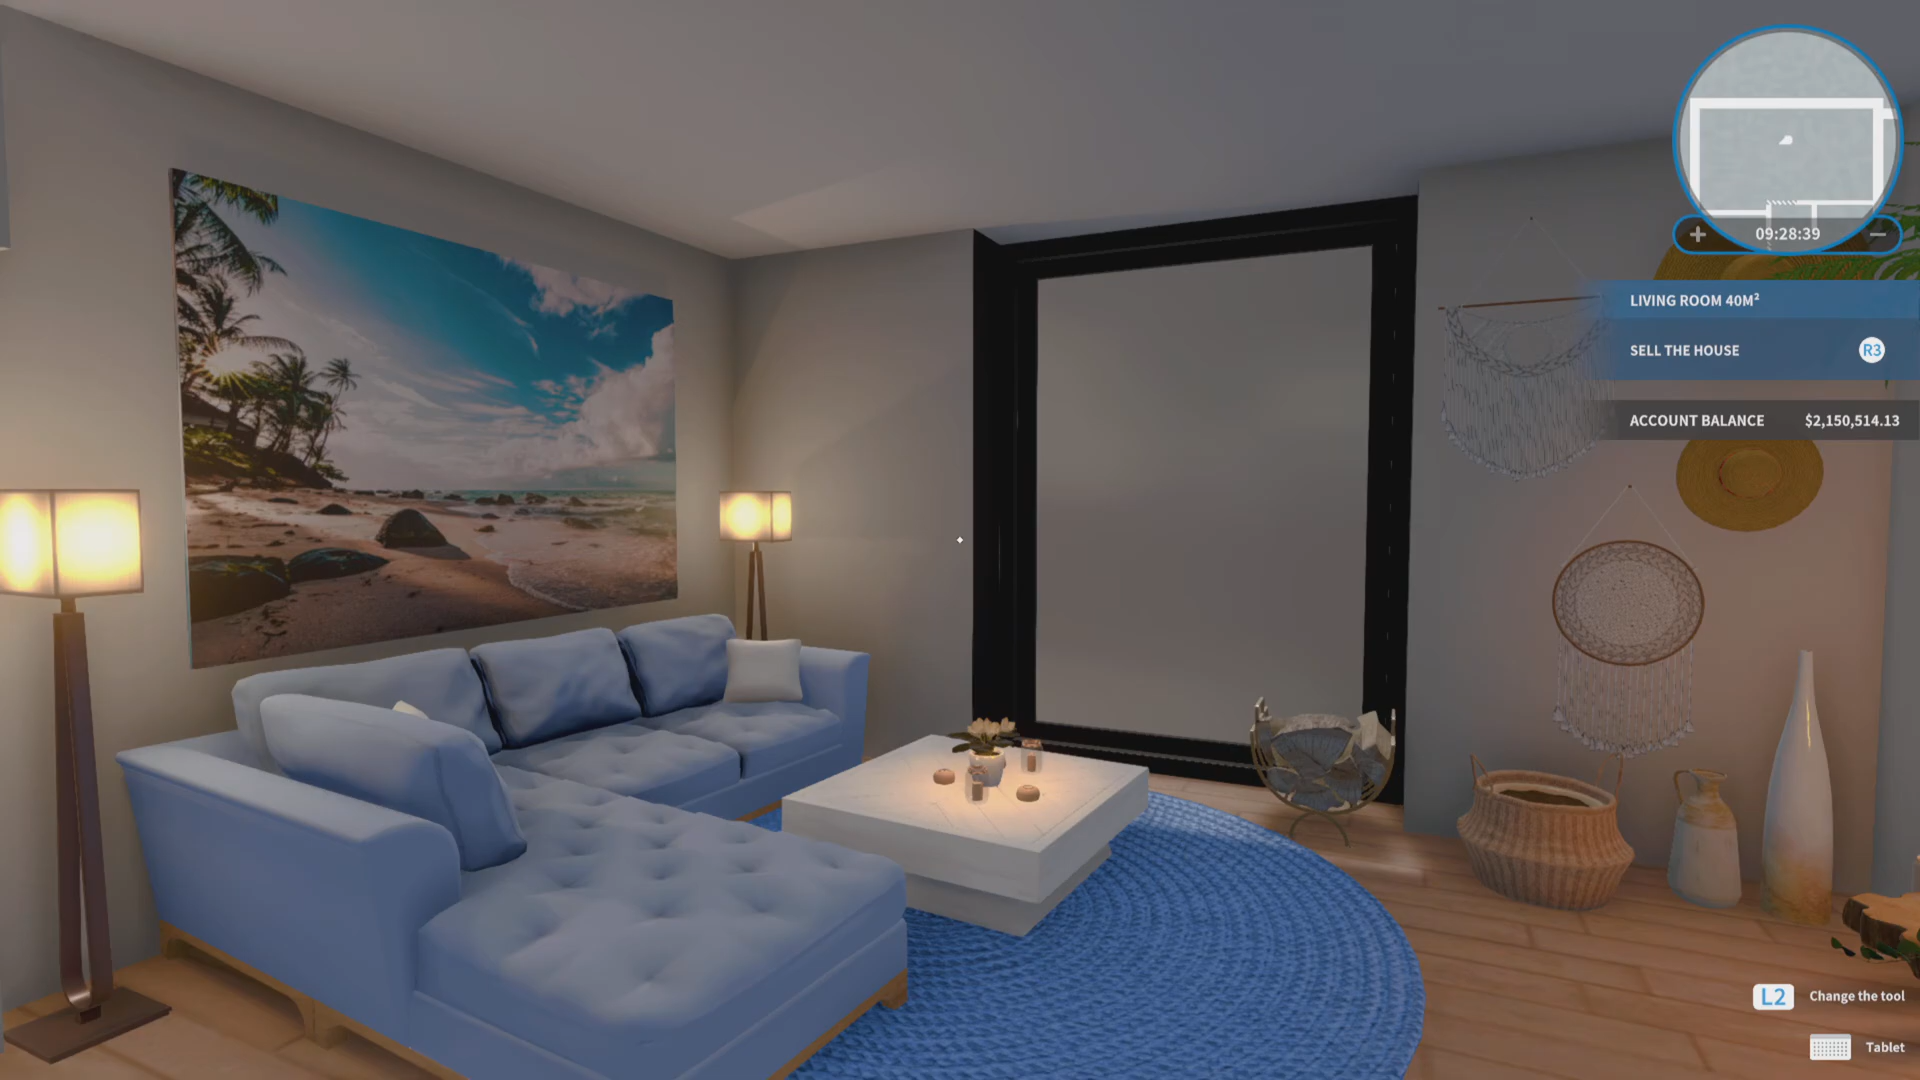 09:28:39
LIVING ROOM 40M²
SELL THE HOUSE R3
ACCOUNT BALANCE $2,150,514.13
L2 Change the tool
Tablet